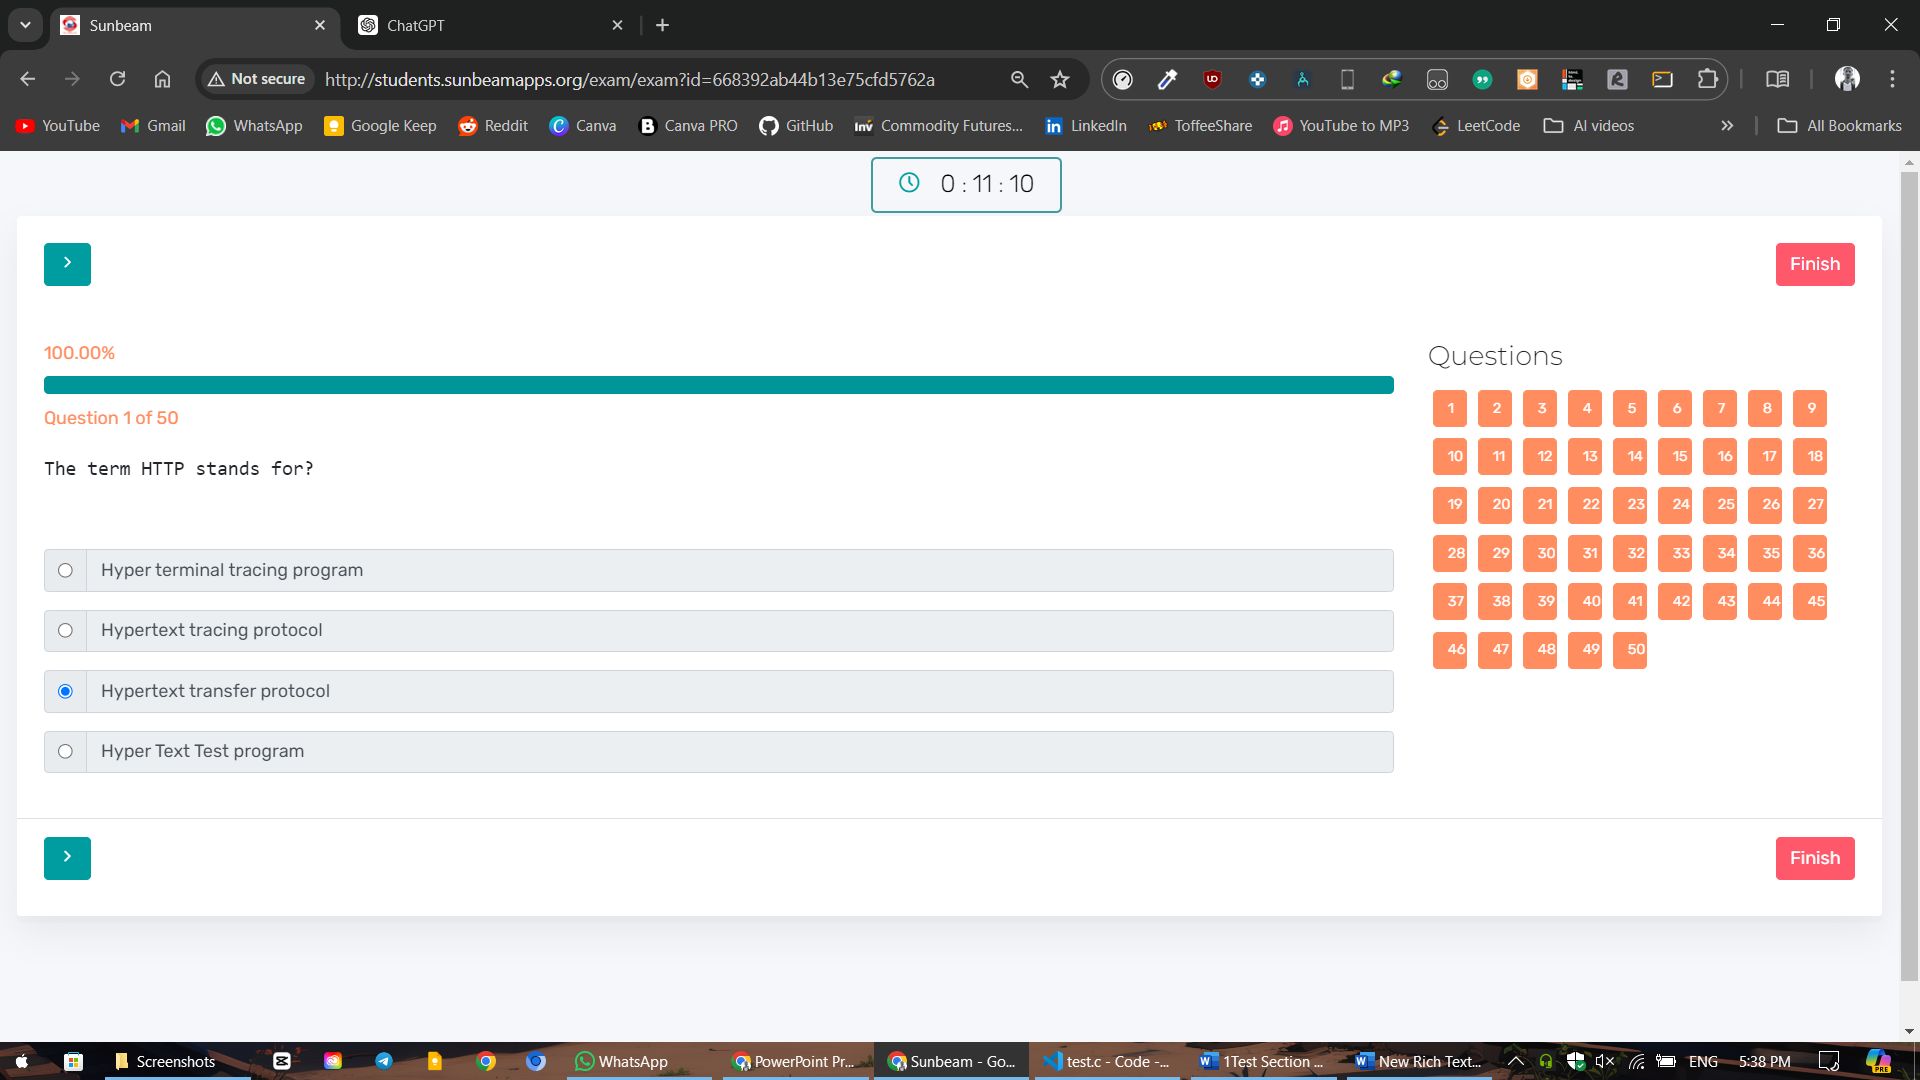 Sunbeam
ChatGPT
Not secure
http://students.sunbeamapps.org/exam/exam?id=668392ab44b13e75cfd5762a
YouTube
Gmail
WhatsApp
Google Keep
Reddit
Canva
Canva PRO
GitHub
Inv Commodity Futures...
LinkedIn
ToffeeShare
YouTube to MP3
LeetCode
AI videos
All Bookmarks
0 : 11 : 10
Finish
100.00%
Question 1 of 50
The term HTTP stands for?
Hyper terminal tracing program
Hypertext tracing protocol
Hypertext transfer protocol
Hyper Text Test program
Questions
1 2 3 4 5 6 7 8 9
10 11 12 13 14 15 16 17 18
19 20 21 22 23 24 25 26 27
28 29 30 31 32 33 34 35 36
37 38 39 40 41 42 43 44 45
46 47 48 49 50
Finish
Screenshots
WhatsApp
PowerPoint Pr...
Sunbeam - Go...
test.c - Code -...
1Test Section ...
New Rich Text...
ENG
5:38 PM
PRE